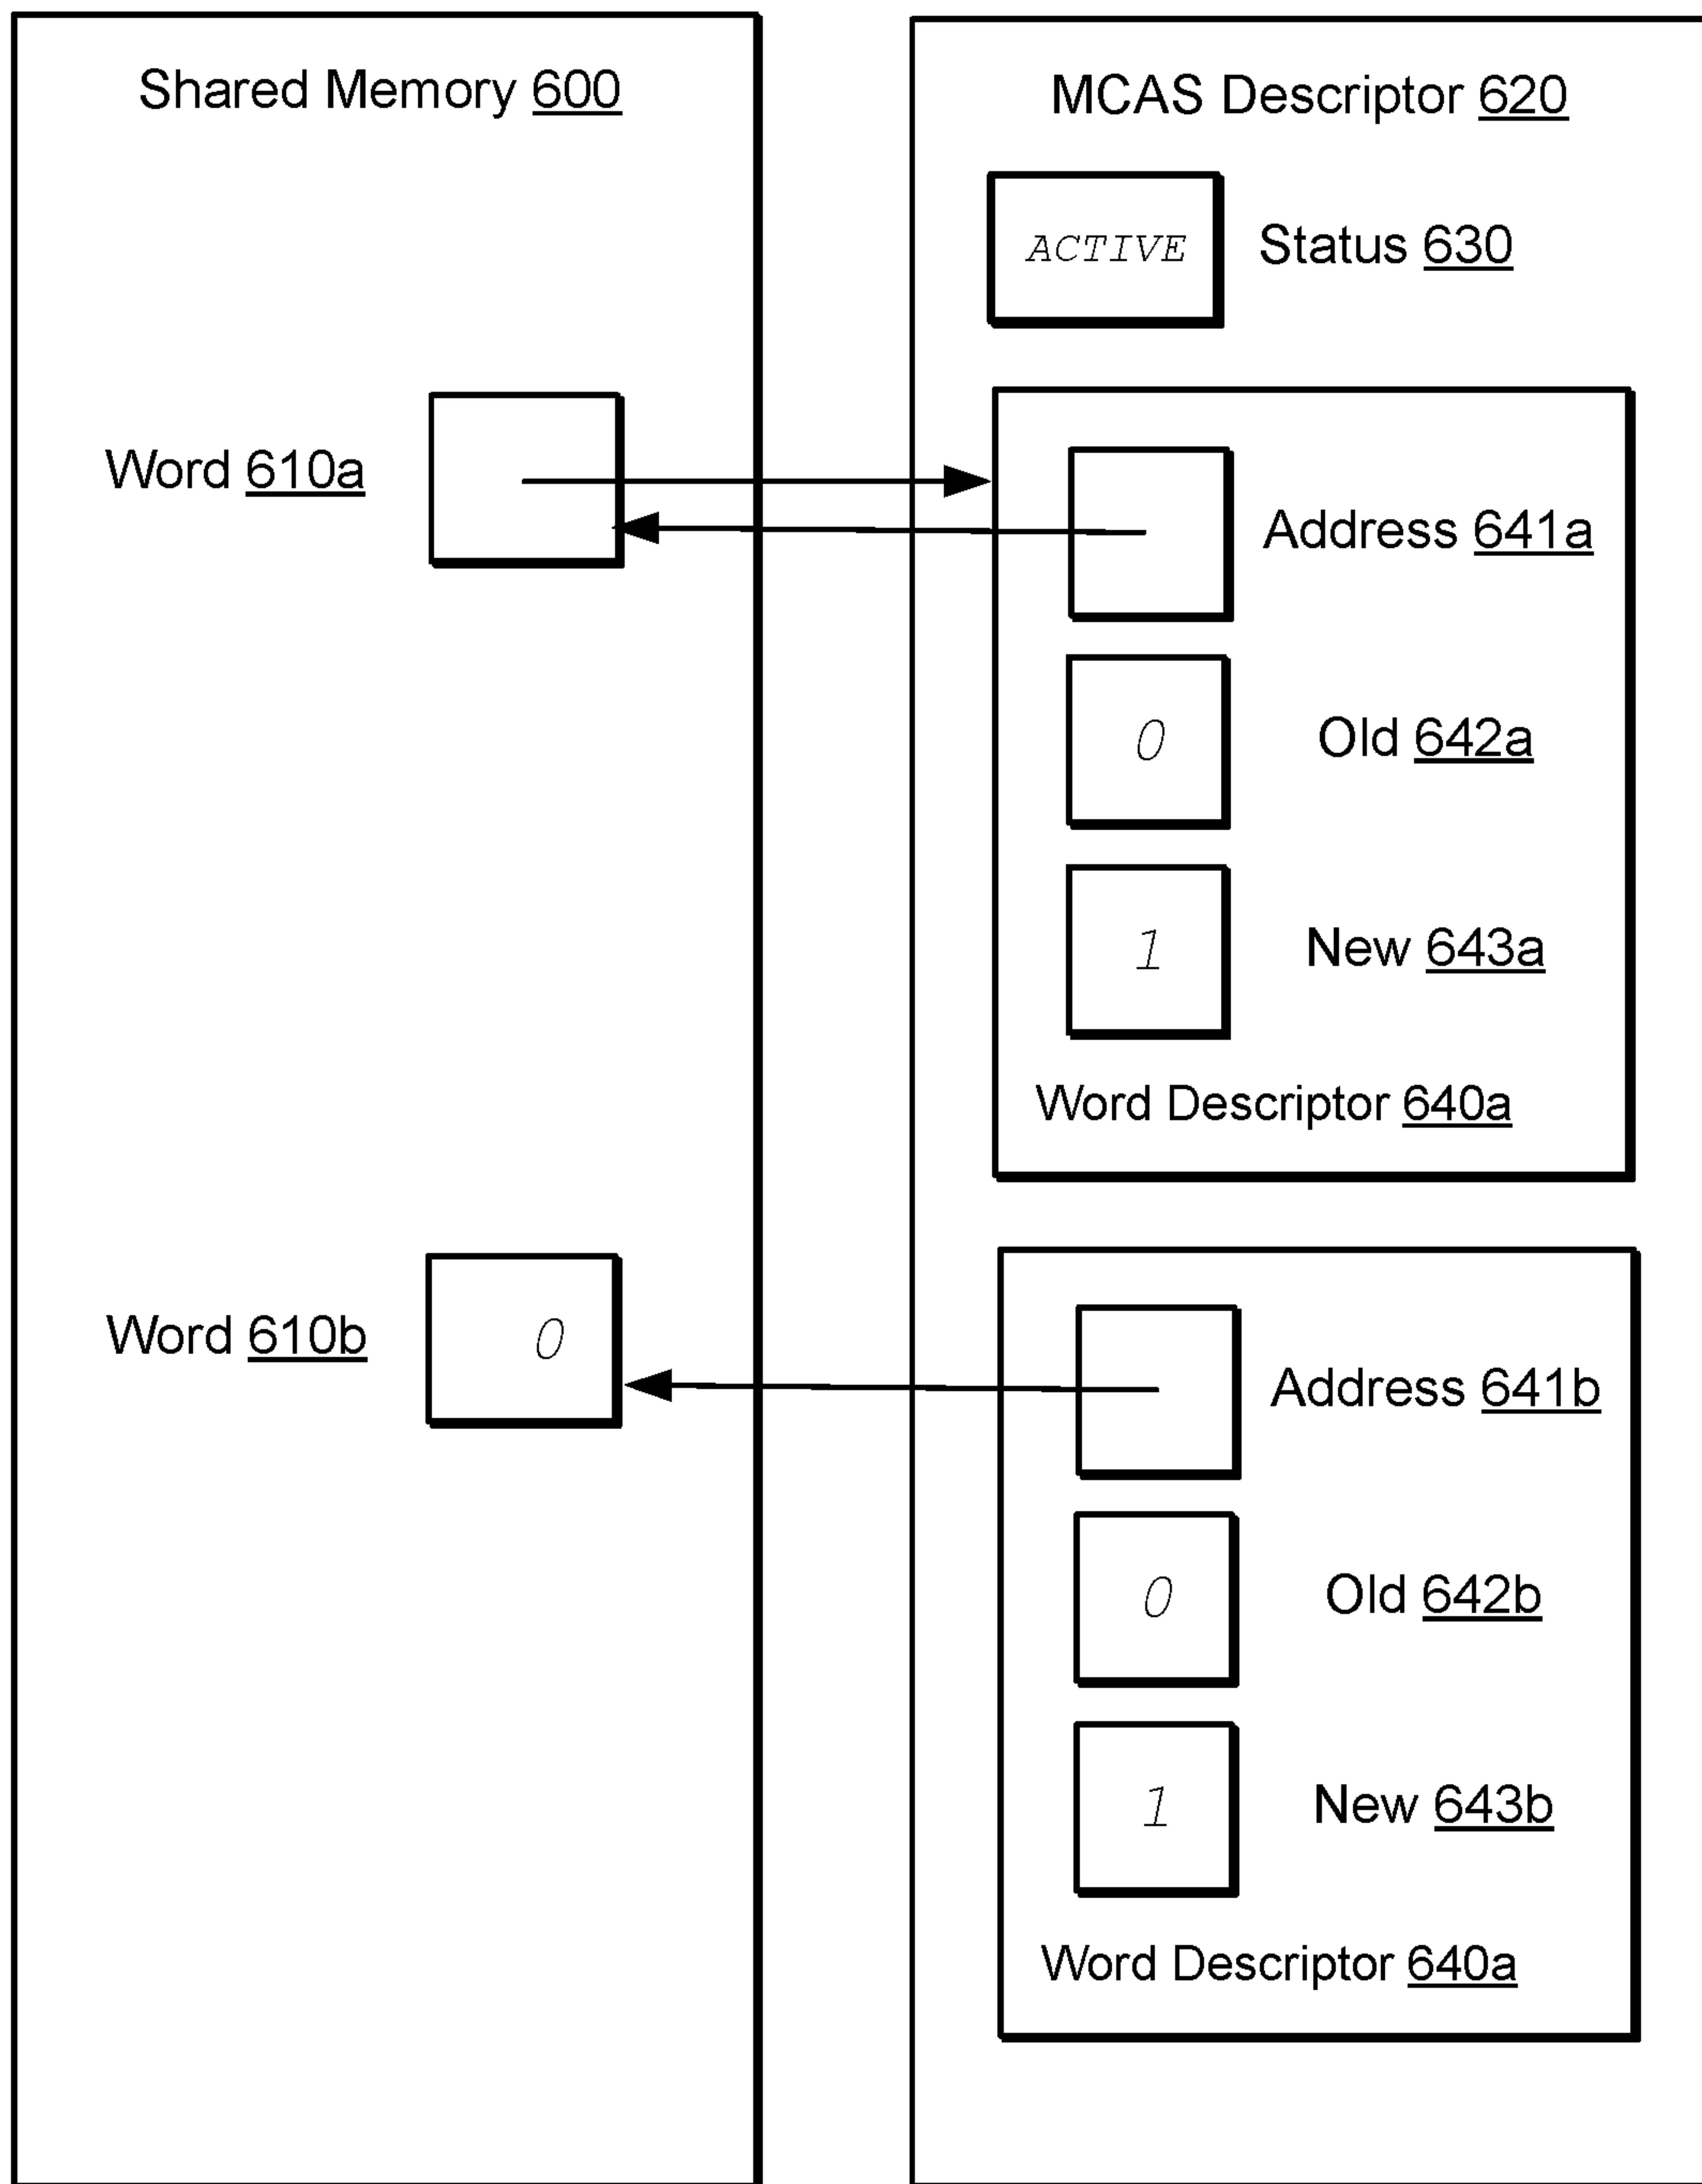 Shared Memory 600
MCAS Descriptor 620
ACTIVE
Status 630
Word 610a
Address 641a
0
Old 642a
1
New 643a
Word Descriptor 640a
Word 610b
0
Address 641b
0
Old 642b
1
New 643b
Word Descriptor 640a